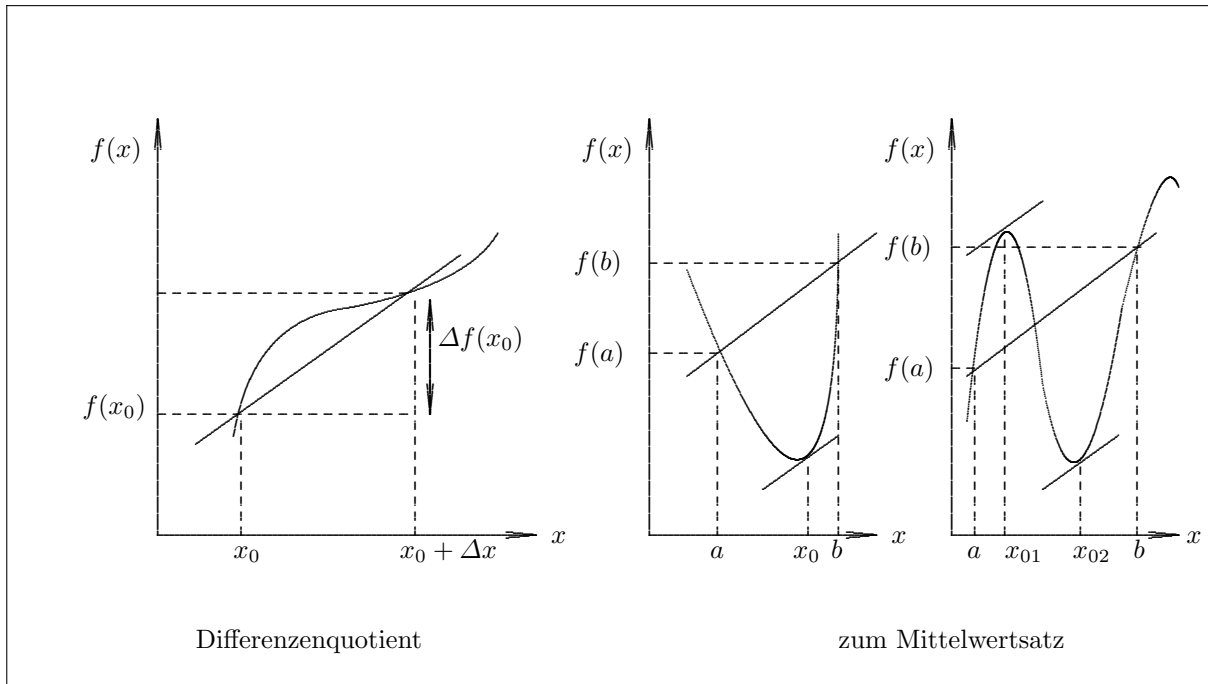 f(x)
Δf(x₀)
f(x₀)
x₀
x₀ + Δx
x
Differenzenquotient
f(x)
f(b)
f(a)
a
x₀
b
x
f(x)
f(b)
f(a)
a
x₀₁
x₀₂
b
x
zum Mittelwertsatz